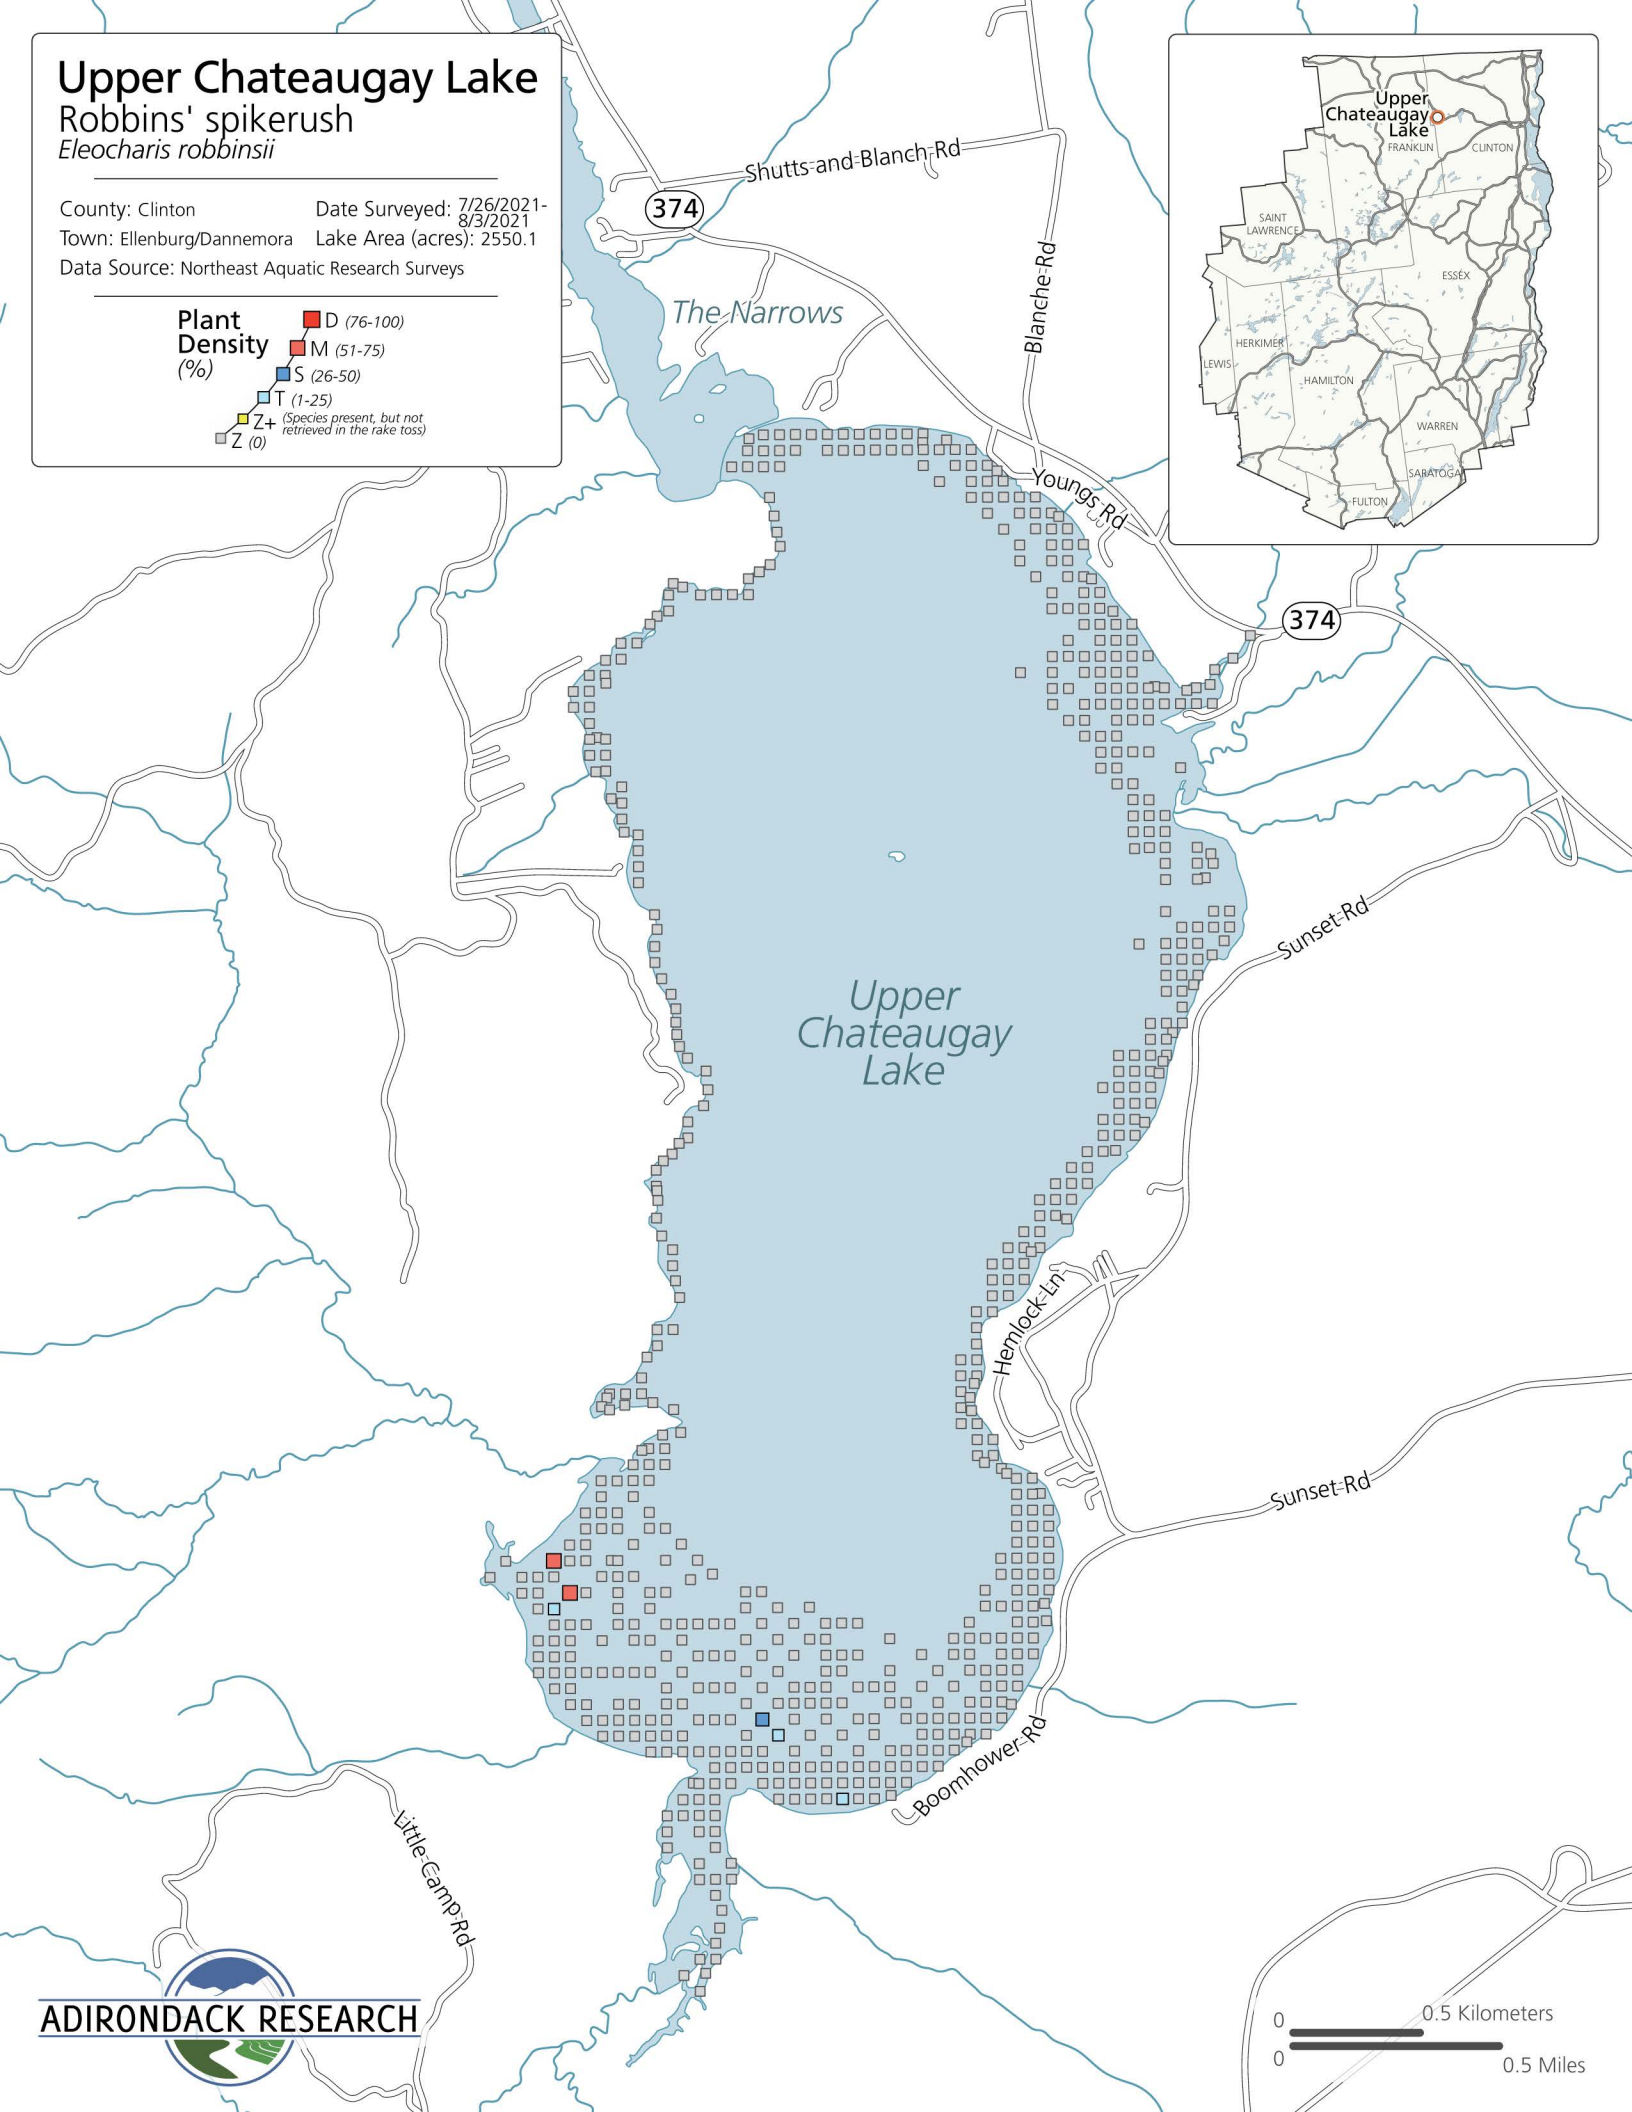 Upper Chateaugay Lake
Robbins' spikerush
Eleocharis robbinsii
County: Clinton
Date Surveyed: 7/26/2021-
8/3/2021
Town: Ellenburg/Dannemora
Lake Area (acres): 2550.1
Data Source: Northeast Aquatic Research Surveys
Plant
Density
(%)
D (76-100)
M (51-75)
S (26-50)
T (1-25)
Z+ (Species present, but not
retrieved in the rake toss)
Z (0)
Upper
Chateaugay
Lake
FRANKLIN
CLINTON
SAINT
LAWRENCE
ESSEX
HERKIMER
LEWIS
HAMILTON
WARREN
SARATOGA
FULTON
Shutts and Blanch Rd
374
Blanche Rd
The Narrows
Youngs Rd
374
Sunset Rd
Upper
Chateaugay
Lake
Hemlock Ln
Sunset Rd
Boomhower Rd
Little Camp Rd
ADIRONDACK RESEARCH
0
0.5 Kilometers
0
0.5 Miles